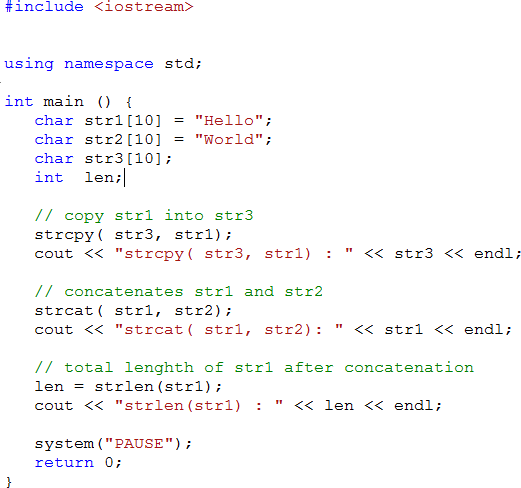 #include <iostream>
using namespace std;
int main () {
char str1[10] = "Hello";
char str2[10] = "World";
char str3[10];
int  len;
// copy str1 into str3
strcpy( str3, str1);
cout << "strcpy( str3, str1) : " << str3 << endl;
// concatenates str1 and str2
strcat( str1, str2);
cout << "strcat( str1, str2): " << str1 << endl;
// total lenghth of str1 after concatenation
len = strlen(str1);
cout << "strlen(str1) : " << len << endl;
system("PAUSE");
return 0;
}